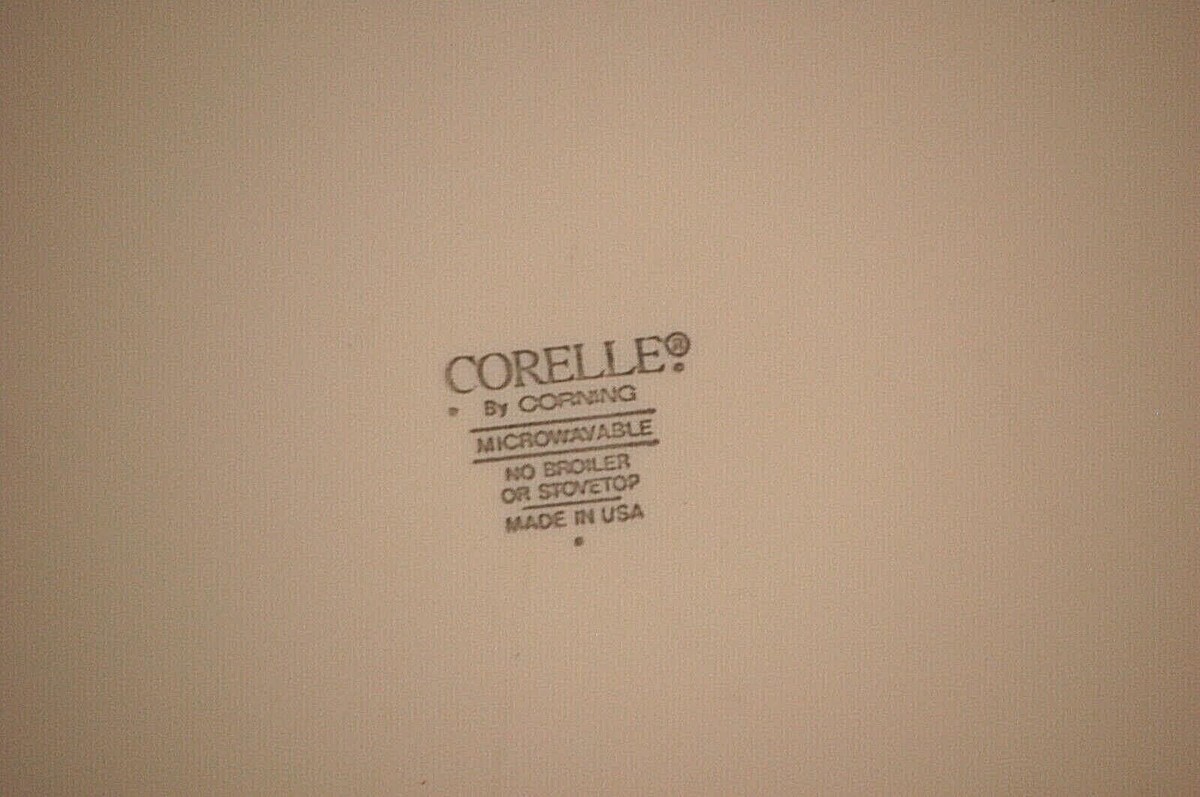 CORELLE®
By CORNING
MICROWAVABLE
NO BROILER
OR STOVETOP
MADE IN USA